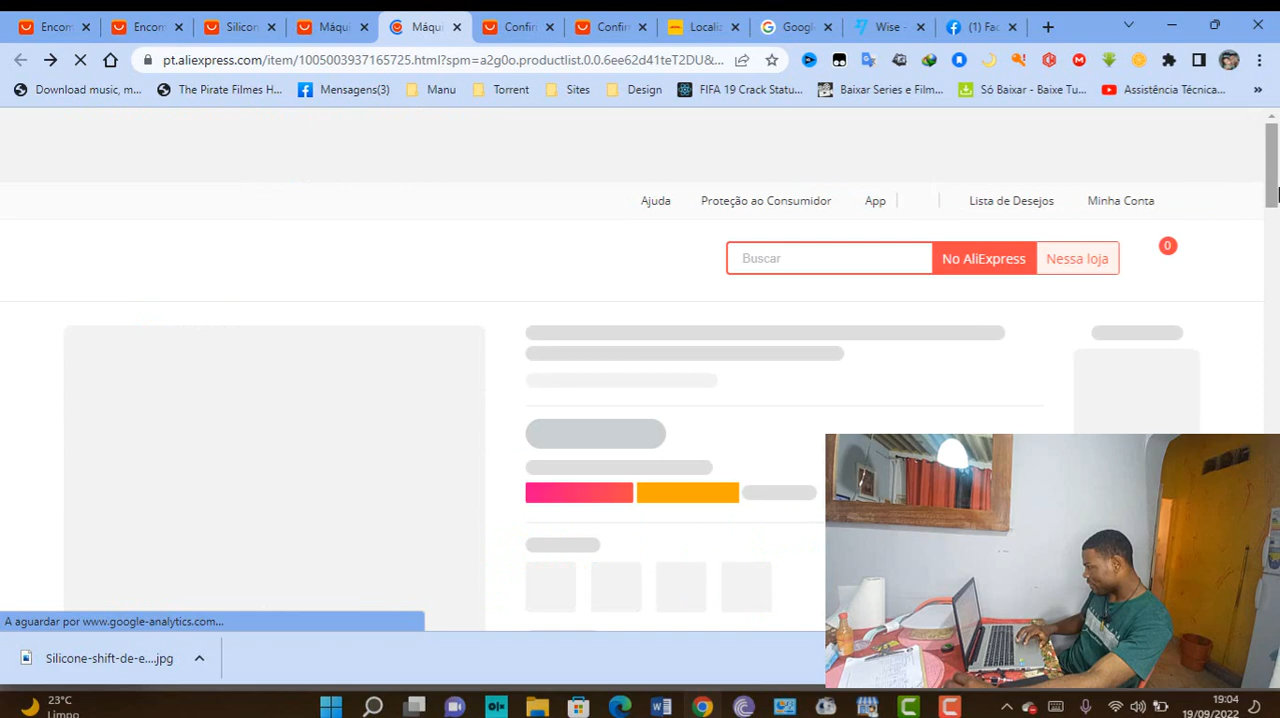 Encom
Encom
Silicon
Máqui
Máqui
Confir
Confir
Localiz
Google
Wise -
(1) Fac
pt.aliexpress.com/item/1005003937165725.html?spm=a2g0o.productlist.0.0.6ee62d41teT2DU&...
Download music, m...
The Pirate Filmes H...
Mensagens(3)
Manu
Torrent
Sites
Design
FIFA 19 Crack Statu...
Baixar Series e Film...
Só Baixar - Baixe Tu...
Assistência Técnica...
»
Ajuda
Proteção ao Consumidor
App
Lista de Desejos
Minha Conta
Buscar
No AliExpress
Nessa loja
0
A aguardar por www.google-analytics.com...
Silicone-shift-de-e....jpg
23°C
Limpo
19:04
19/09/2022